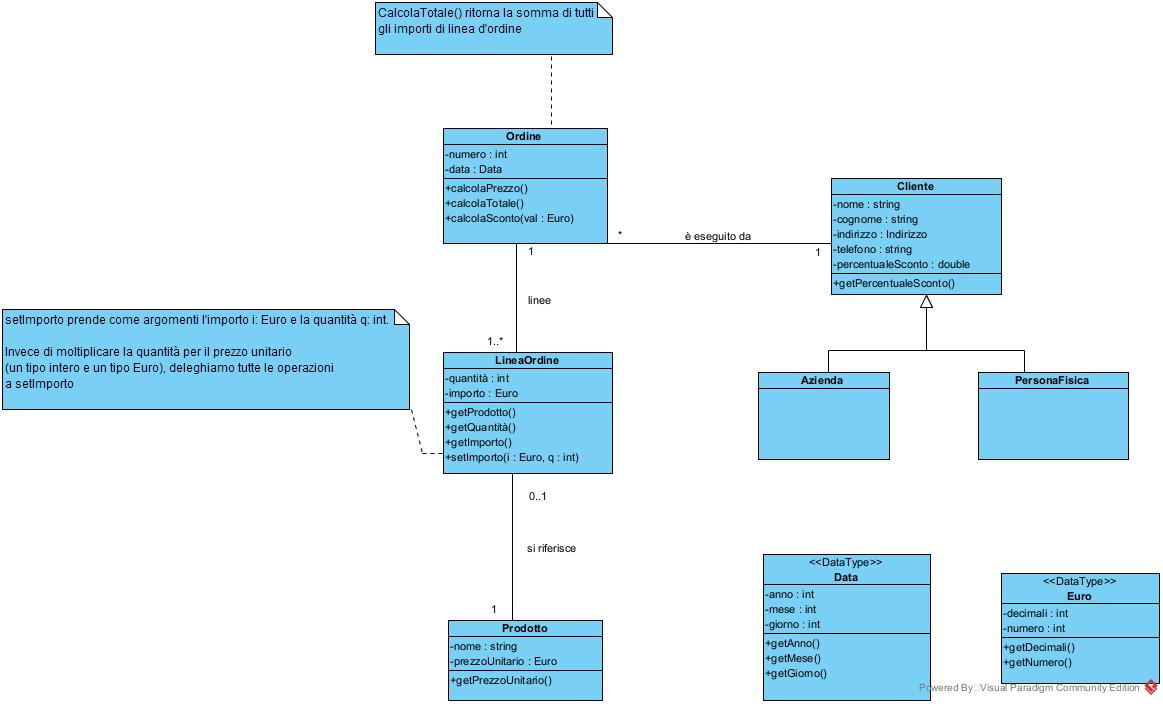 CalcolaTotale() ritorna la somma di tutti
gli importi di linea d'ordine
Ordine
-numero : int
-data : Data
+calcolaPrezzo()
+calcolaTotale()
+calcolaSconto(val : Euro)
Cliente
-nome : string
-cognome : string
-indirizzo : Indirizzo
-telefono : string
-percentualeSconto : double
+getPercentualeSconto()
*
è eseguito da
1
1
linee
1..*
setImporto prende come argomenti l'importo i: Euro e la quantità q: int.
Invece di moltiplicare la quantità per il prezzo unitario
(un tipo intero e un tipo Euro), deleghiamo tutte le operazioni
a setImporto
LineaOrdine
-quantità : int
-importo : Euro
+getProdotto()
+getQuantità()
+getImporto()
+setImporto(i : Euro, q : int)
Azienda
PersonaFisica
0..1
si riferisce
1
Prodotto
-nome : string
-prezzoUnitario : Euro
+getPrezzoUnitario()
<<DataType>>
Data
-anno : int
-mese : int
-giorno : int
+getAnno()
+getMese()
+getGiorno()
<<DataType>>
Euro
-decimali : int
-numero : int
+getDecimali()
+getNumero()
Powered By Visual Paradigm Community Edition